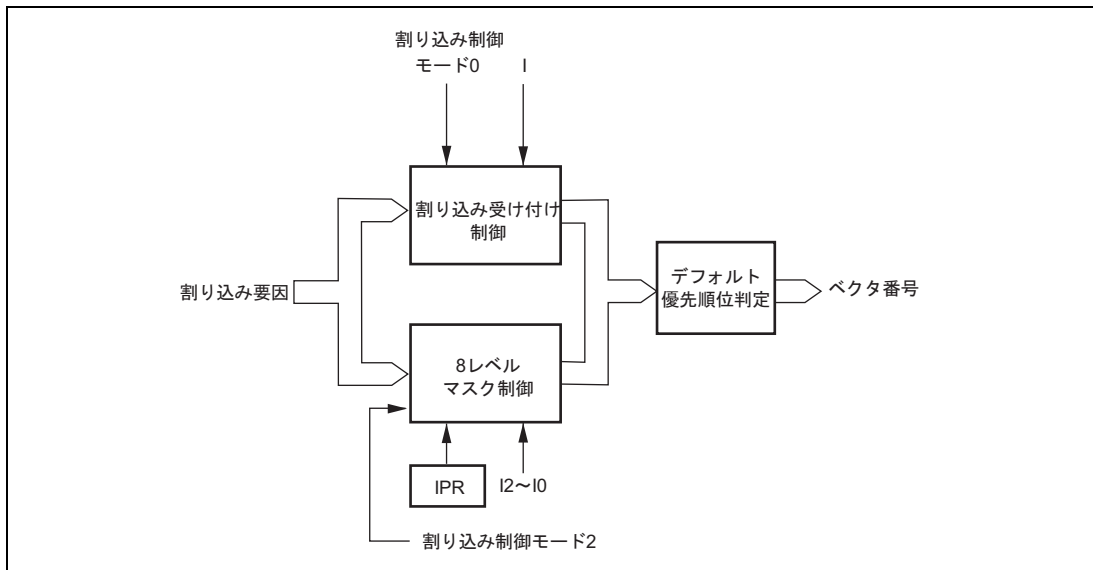 割り込み制御
モード0
I
割り込み受け付け
制御
割り込み要因
デフォルト
優先順位判定
ベクタ番号
8レベル
マスク制御
IPR
I2～I0
割り込み制御モード2